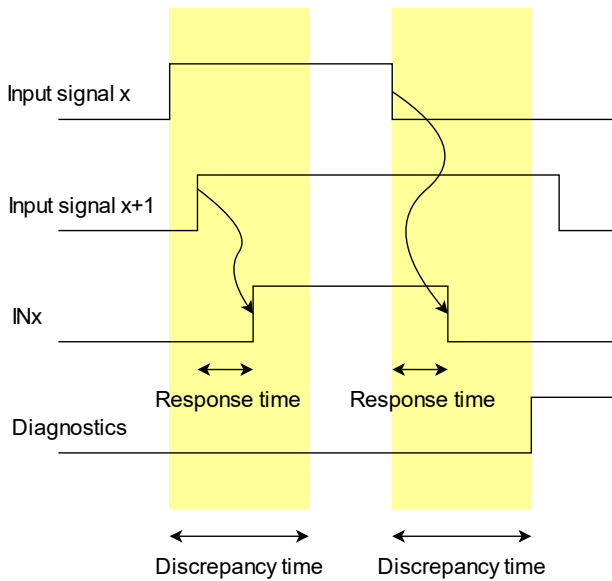 Input signal x
Input signal x+1
INx
Response time
Response time
Diagnostics
Discrepancy time
Discrepancy time